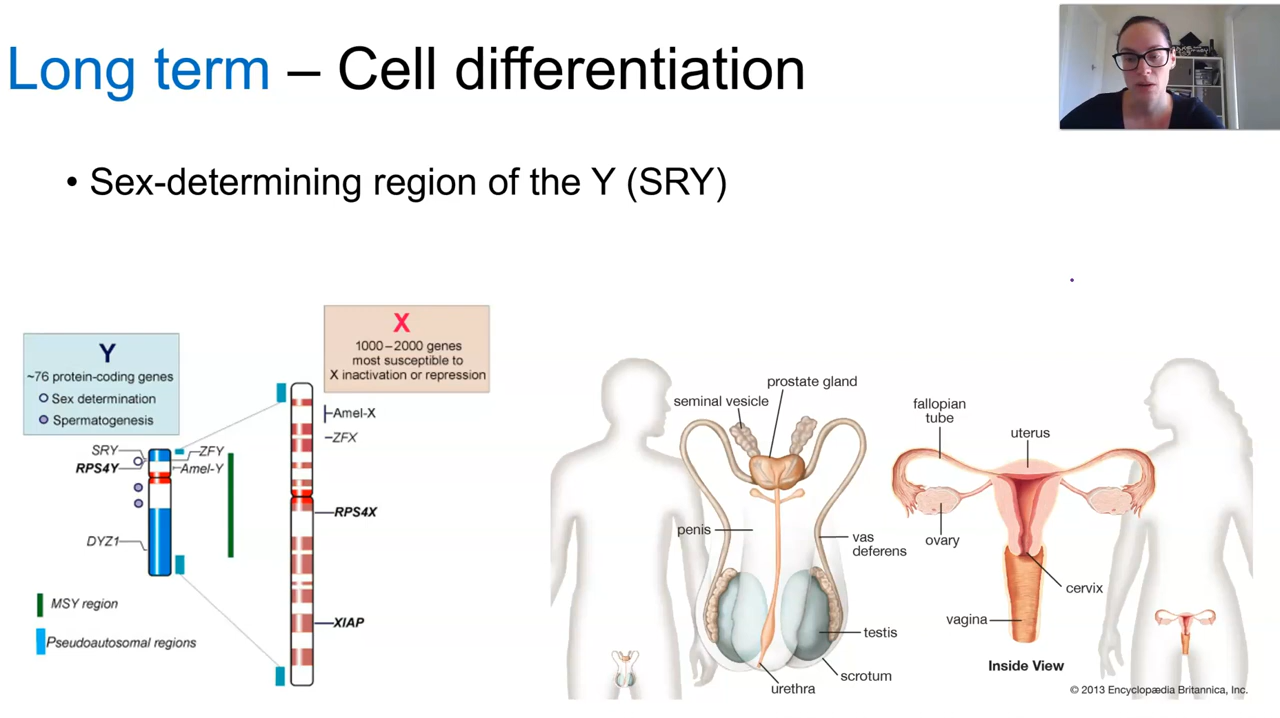 Long term – Cell differentiation
• Sex-determining region of the Y (SRY)
Y
~76 protein-coding genes
Sex determination
Spermatogenesis
SRY
RPS4Y
ZFY
Amel-Y
DYZ1
MSY region
Pseudoautosomal regions
X
1000–2000 genes
most susceptible to
X inactivation or repression
Amel-X
ZFX
RPS4X
XIAP
prostate gland
seminal vesicle
penis
vas
deferens
testis
scrotum
urethra
fallopian
tube
uterus
ovary
cervix
vagina
Inside View
© 2013 Encyclopædia Britannica, Inc.